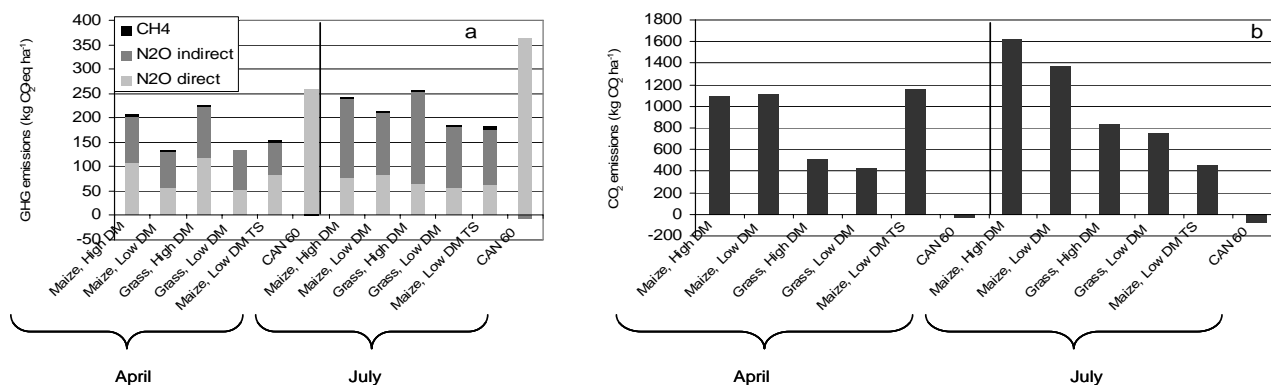 GHG emissions (kg CO2-eq ha-1)
400
350
300
250
200
150
100
50
0
-50
CH4
N2O indirect
N2O direct
a
Maize, High DM
Maize, Low DM
Grass, High DM
Grass, Low DM
Maize, Low DM TS
CAN 60
Maize, High DM
Maize, Low DM
Grass, High DM
Grass, Low DM
Maize, Low DM TS
CAN 60
April
July
CO2 emissions (kg CO2 ha-1)
1800
1600
1400
1200
1000
800
600
400
200
0
-200
b
Maize, High DM
Maize, Low DM
Grass, High DM
Grass, Low DM
Maize, Low DM TS
CAN 60
Maize, High DM
Maize, Low DM
Grass, High DM
Grass, Low DM
Maize, Low DM TS
CAN 60
April
July